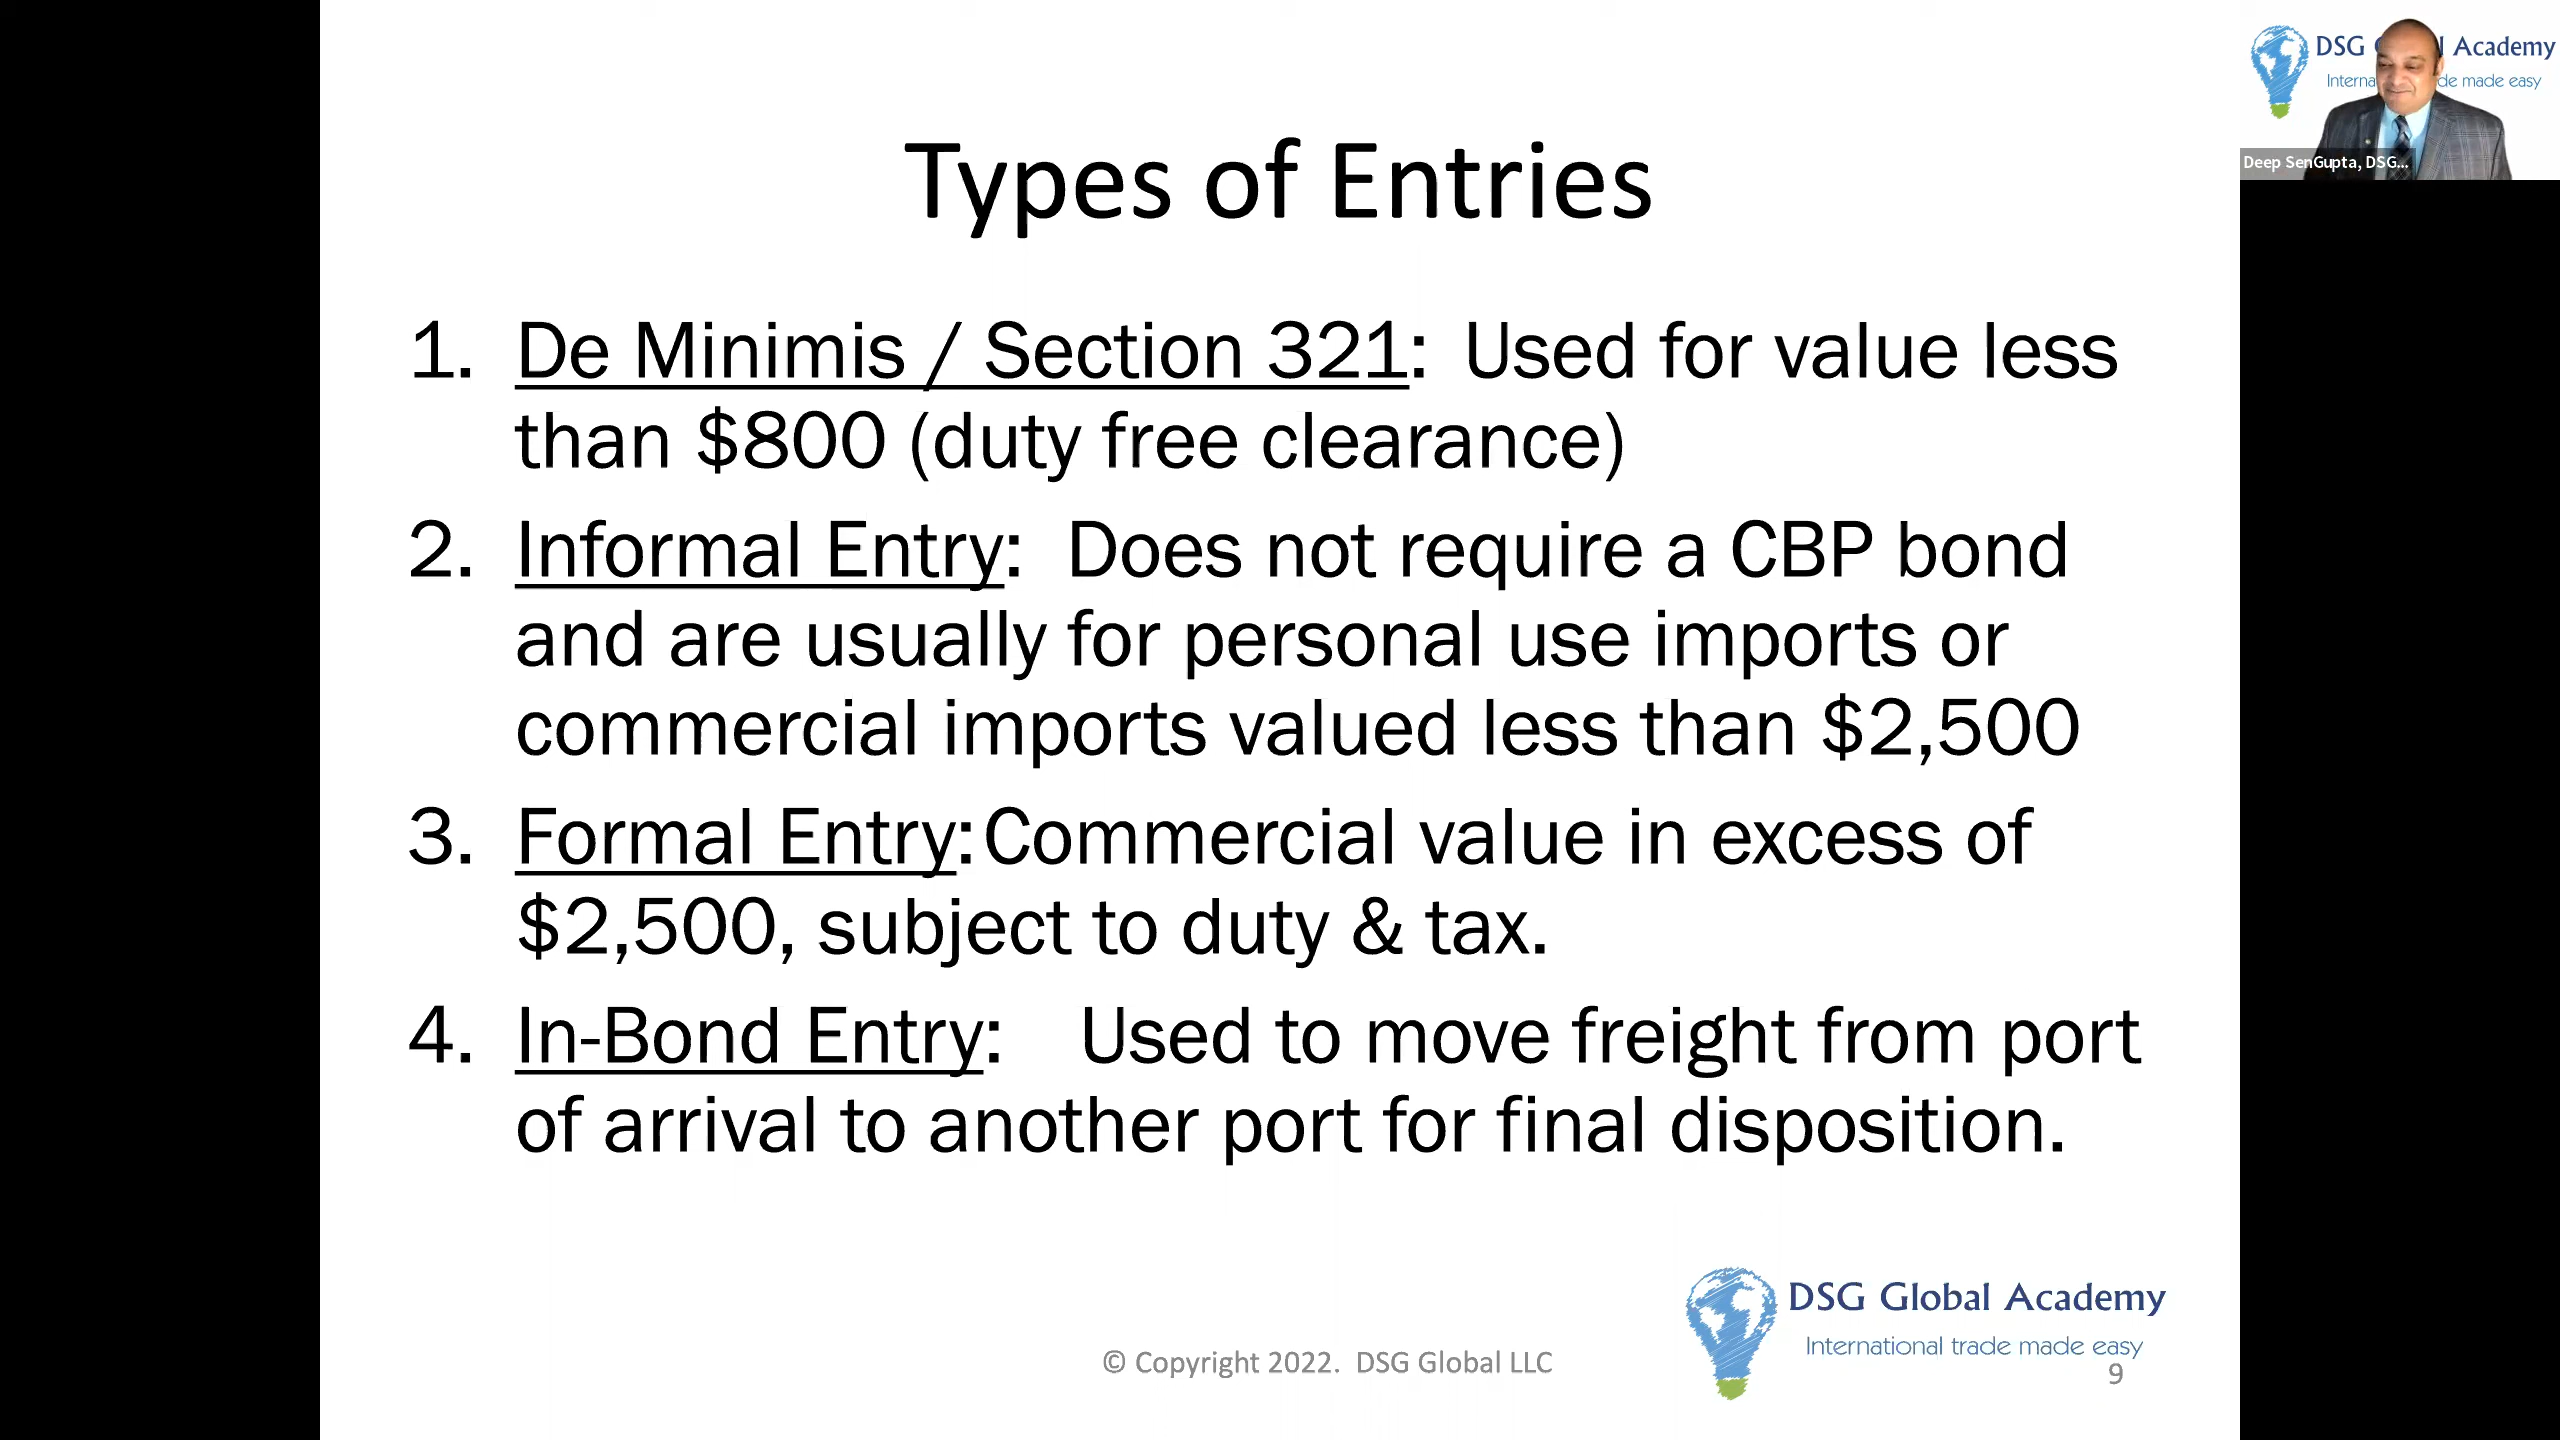 DSG Academy
Interna de made easy
Deep SenGupta, DSG...
Types of Entries
1. De Minimis / Section 321: Used for value less
than $800 (duty free clearance)
2. Informal Entry: Does not require a CBP bond
and are usually for personal use imports or
commercial imports valued less than $2,500
3. Formal Entry: Commercial value in excess of
$2,500, subject to duty & tax.
4. In-Bond Entry: Used to move freight from port
of arrival to another port for final disposition.
DSG Global Academy
International trade made easy
© Copyright 2022. DSG Global LLC
9